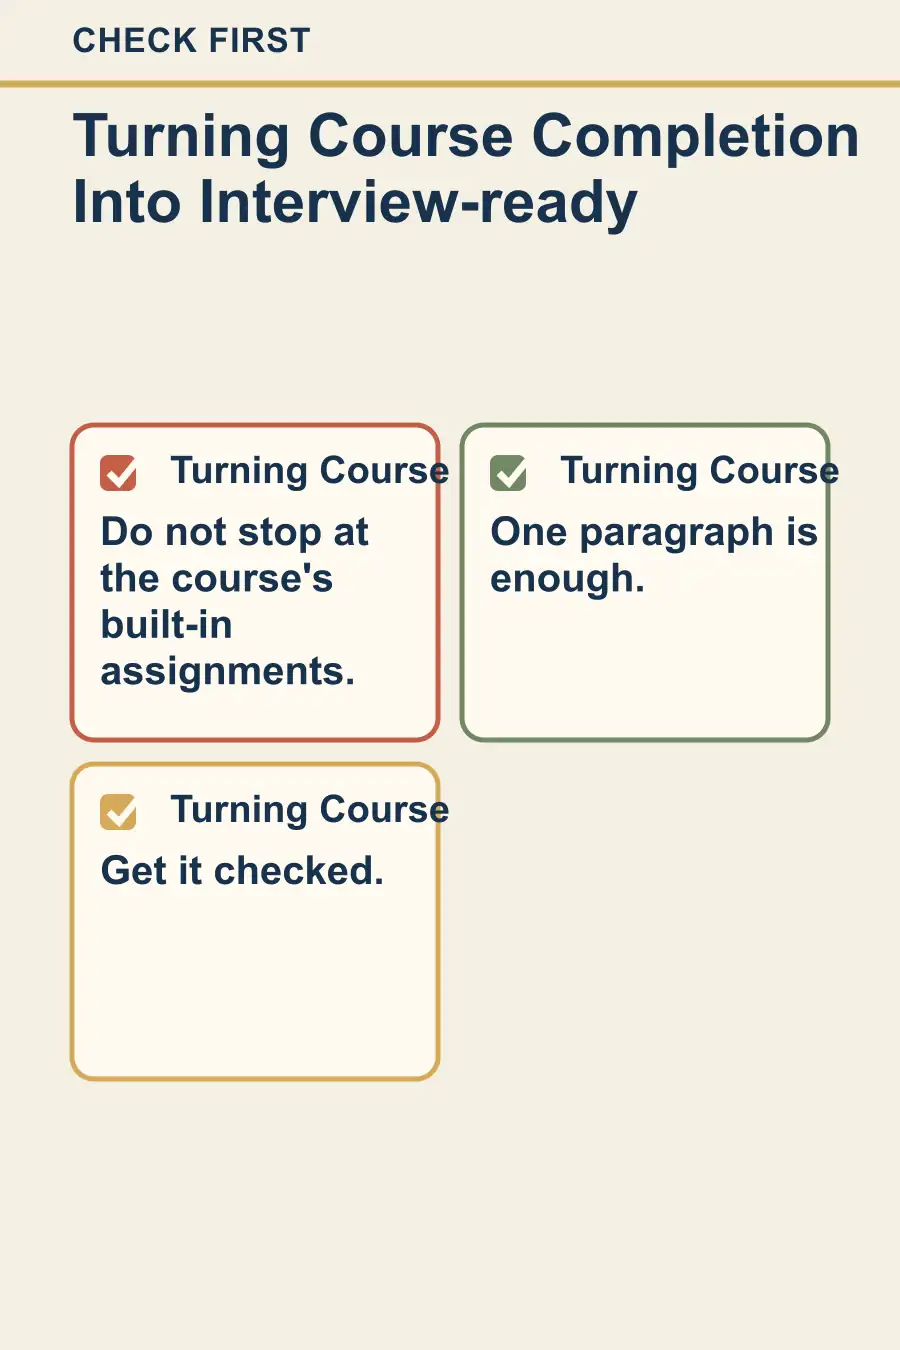 CHECK FIRST
Turning Course Completion
Into Interview-ready
Turning Course
Do not stop at
the course's
built-in
assignments.
Turning Course
One paragraph is
enough.
Turning Course
Get it checked.